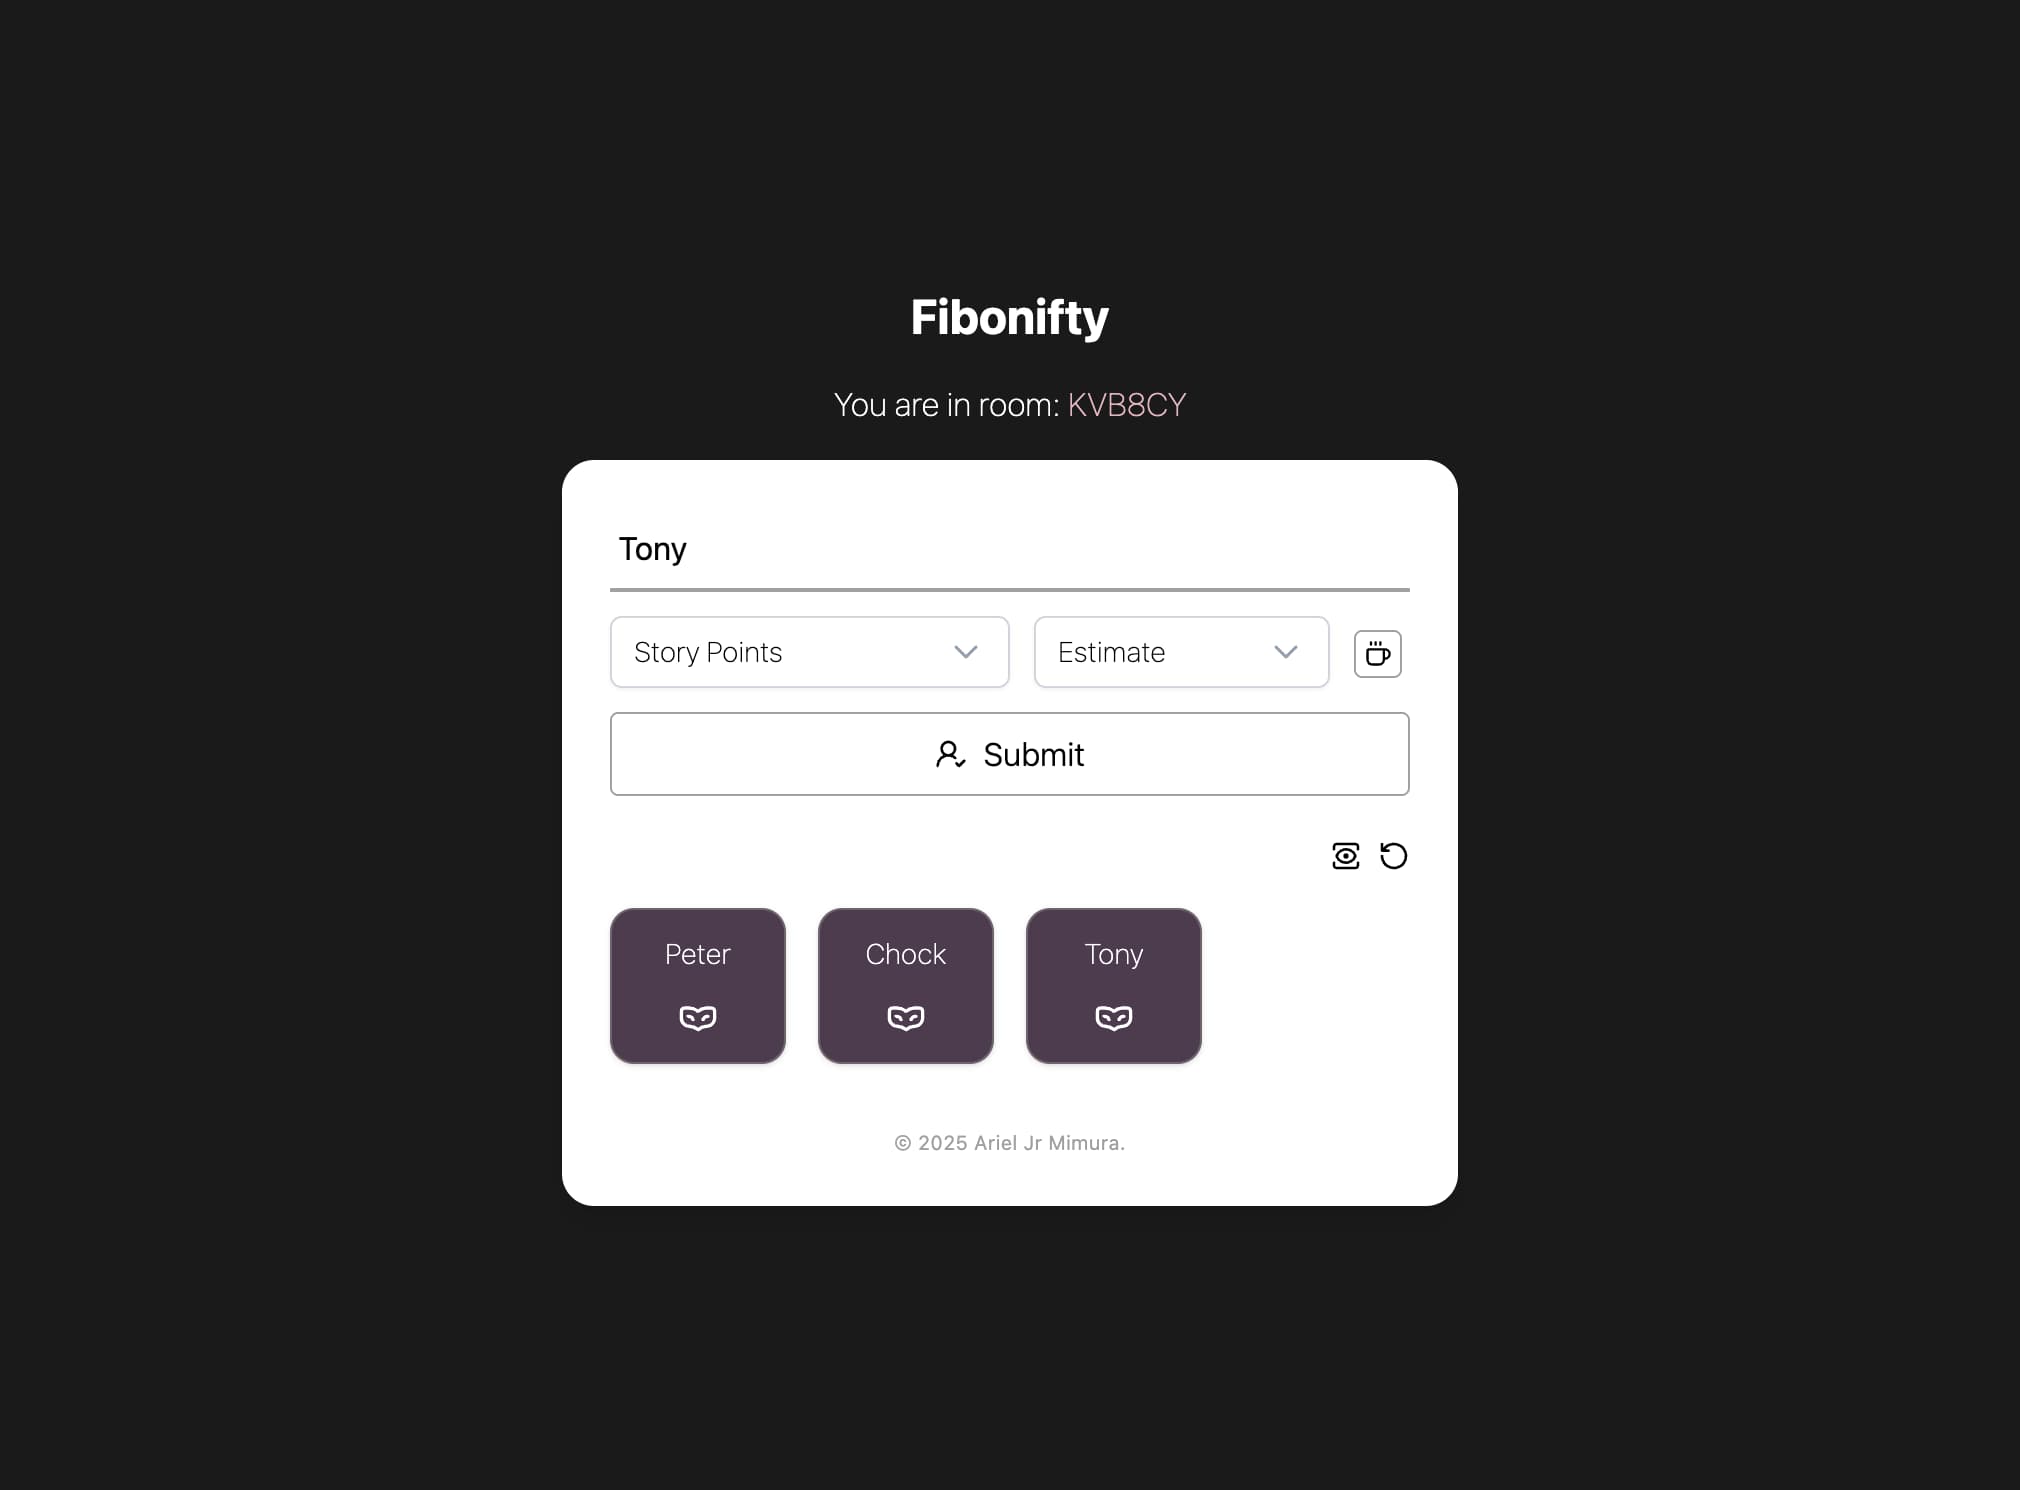 Fibonifty
You are in room: KVB8CY
Tony
Story Points
Estimate
Submit
Peter
Chock
Tony
© 2025 Ariel Jr Mimura.